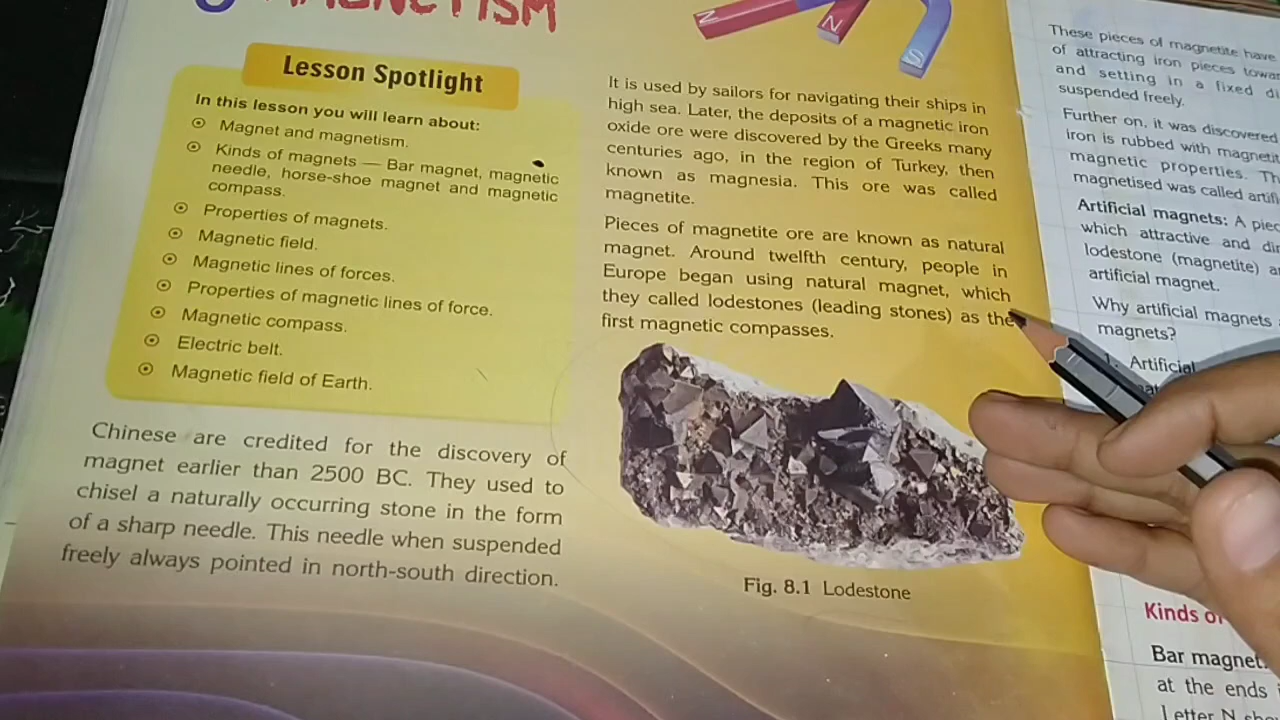 MAGNETISM
N
N
S
Lesson Spotlight
In this lesson you will learn about:
Magnet and magnetism.
Kinds of magnets — Bar magnet, magnetic
needle, horse-shoe magnet and magnetic
compass.
Properties of magnets.
Magnetic field.
Magnetic lines of forces.
Properties of magnetic lines of force.
Magnetic compass.
Electric belt.
Magnetic field of Earth.
Chinese are credited for the discovery of
magnet earlier than 2500 BC. They used to
chisel a naturally occurring stone in the form
of a sharp needle. This needle when suspended
freely always pointed in north-south direction.
It is used by sailors for navigating their ships in
high sea. Later, the deposits of a magnetic iron
oxide ore were discovered by the Greeks many
centuries ago, in the region of Turkey, then
known as magnesia. This ore was called
magnetite.
Pieces of magnetite ore are known as natural
magnet. Around twelfth century, people in
Europe began using natural magnet, which
they called lodestones (leading stones) as the
first magnetic compasses.
Fig. 8.1 Lodestone
These pieces of magnetite have
of attracting iron pieces
and setting in a fixed
suspended freely.
Further on, it was discovered
iron is rubbed with
magnetic properties.
magnetised was called
Artificial magnets: A
which attractive and
lodestone (magnetite)
artificial magnet.
Why artificial magnets
magnets?
1. Artificial
Kinds
Bar magnet:
at the ends
Letter N